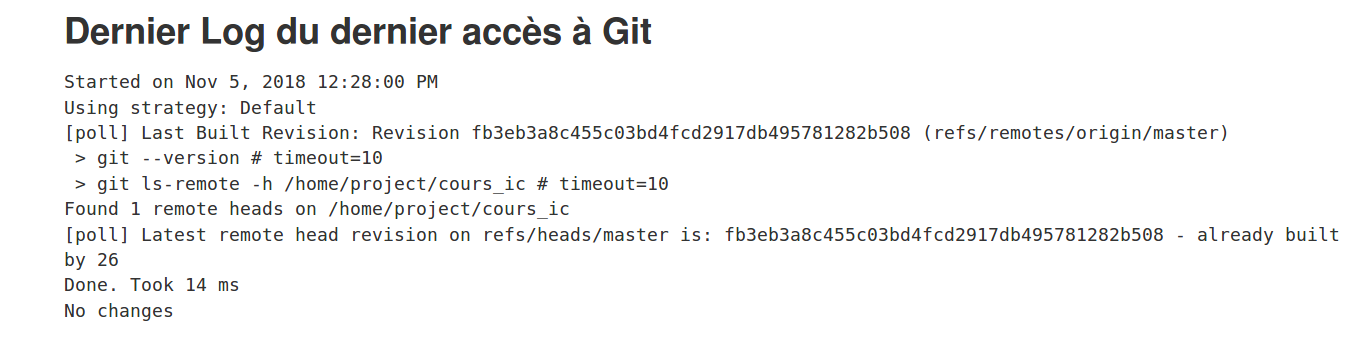 Dernier Log du dernier accès à Git
Started on Nov 5, 2018 12:28:00 PM
Using strategy: Default
[poll] Last Built Revision: Revision fb3eb3a8c455c03bd4fcd2917db495781282b508 (refs/remotes/origin/master)
 > git --version # timeout=10
 > git ls-remote -h /home/project/cours_ic # timeout=10
Found 1 remote heads on /home/project/cours_ic
[poll] Latest remote head revision on refs/heads/master is: fb3eb3a8c455c03bd4fcd2917db495781282b508 - already built
by 26
Done. Took 14 ms
No changes